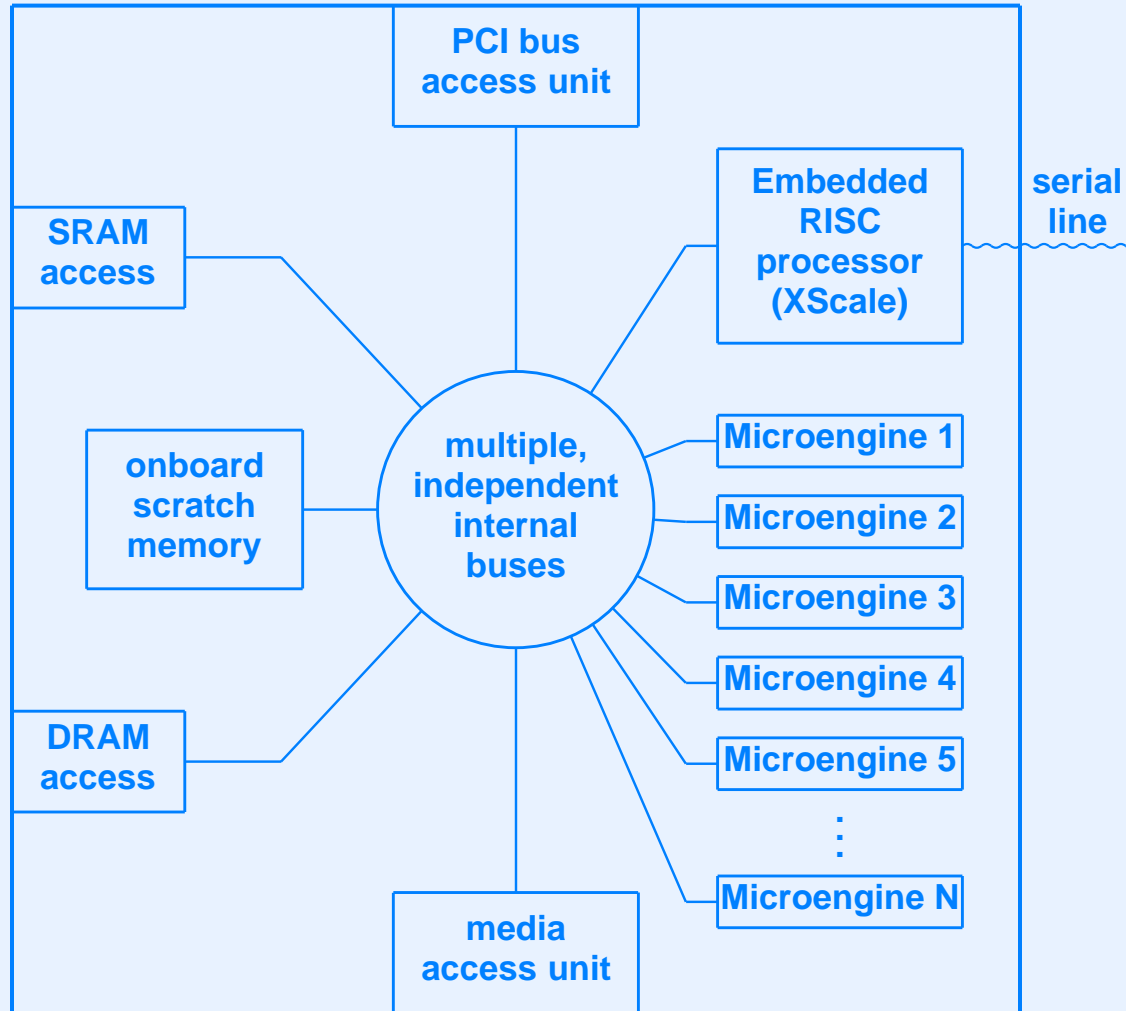 PCI bus
access unit
Embedded
RISC
processor
(XScale)
serial
line
SRAM
access
onboard
scratch
memory
multiple,
independent
internal
buses
Microengine 1
Microengine 2
Microengine 3
Microengine 4
Microengine 5
Microengine N
DRAM
access
media
access unit